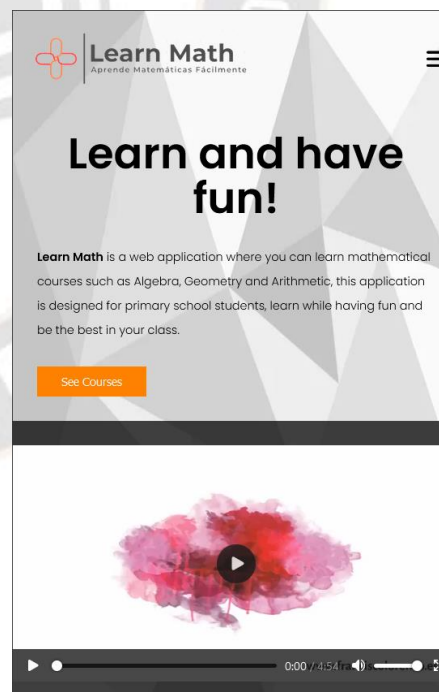 Learn Math
Aprende Matemáticas Fácilmente
Learn and have
fun!
Learn Math is a web application where you can learn mathematical
courses such as Algebra, Geometry and Arithmetic, this application
is designed for primary school students, learn while having fun and
be the best in your class.
See Courses
0:00 / 4:54